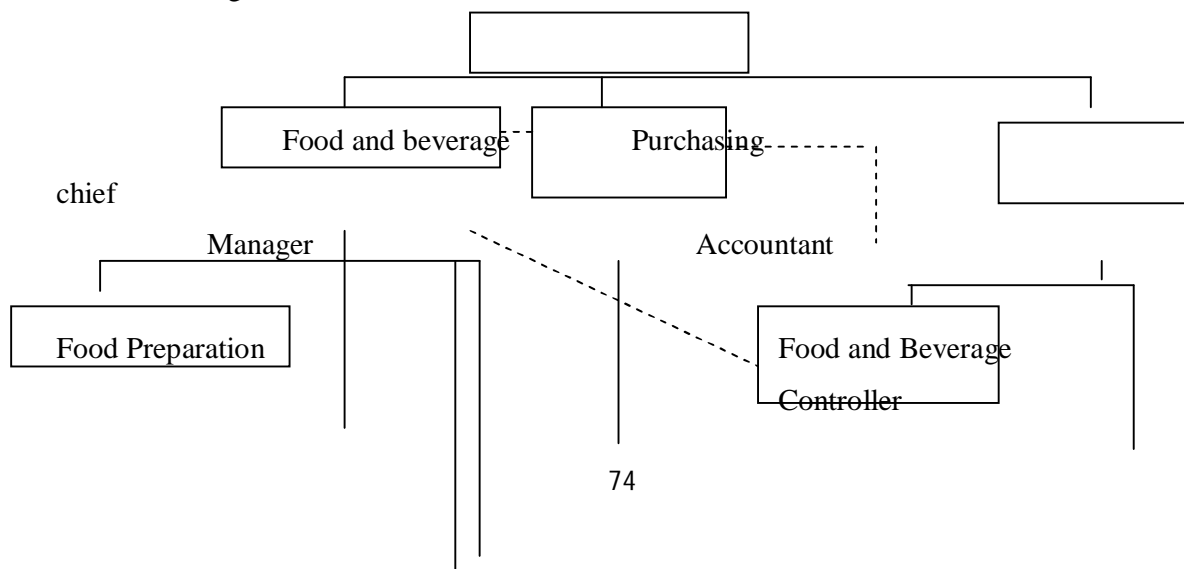 Food and beverage Purchasing
chief
Manager Accountant
Food Preparation Food and Beverage
Controller
74